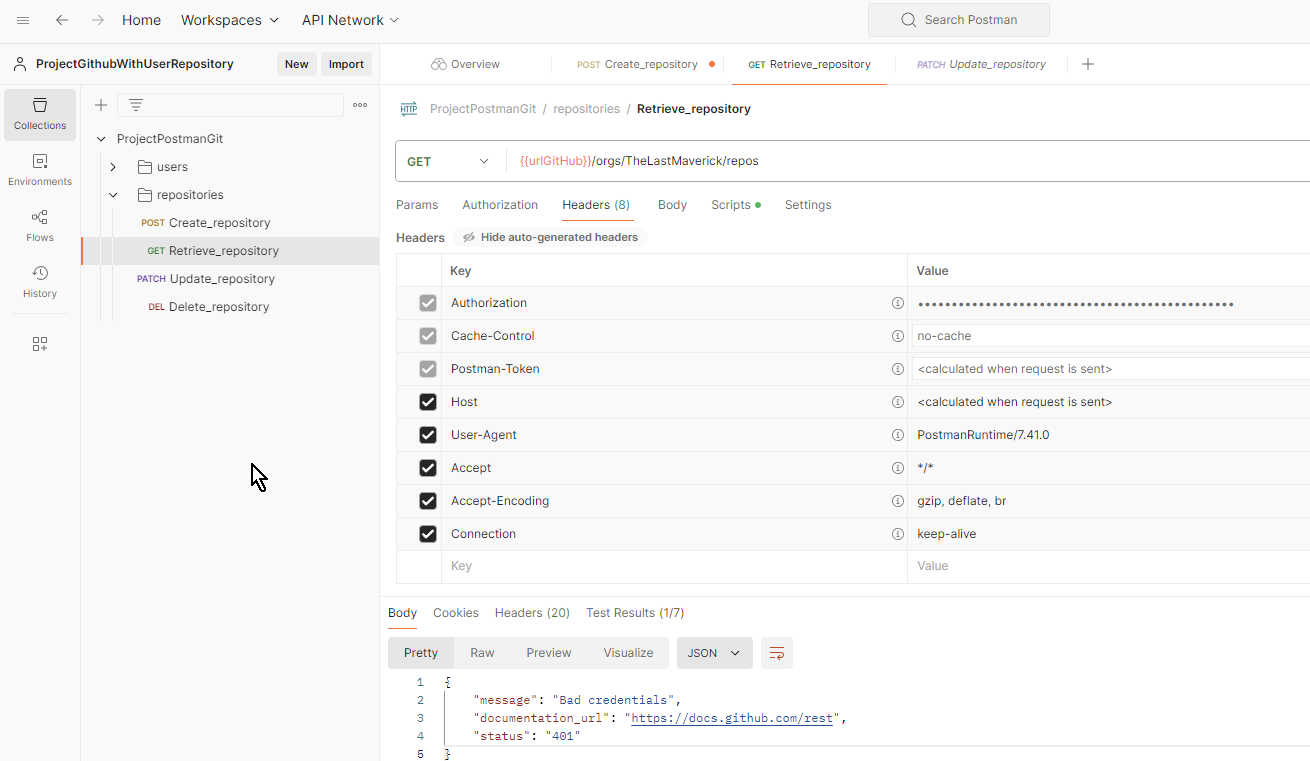 Home Workspaces API Network Search Postman
ProjectGithubWithUserRepository New Import
Overview POST Create_repository GET Retrieve_repository PATCH Update_repository
Collections
Environments
Flows
History
ProjectPostmanGit
users
repositories
POST Create_repository
GET Retrieve_repository
PATCH Update_repository
DEL Delete_repository
HTTP ProjectPostmanGit / repositories / Retrieve_repository
GET {{urlGitHub}}/orgs/TheLastMaverick/repos
Params Authorization Headers (8) Body Scripts Settings
Headers Hide auto-generated headers
Key Value
Authorization ••••••••••••••••••••••••••••••••••••••••••••••
Cache-Control no-cache
Postman-Token <calculated when request is sent>
Host <calculated when request is sent>
User-Agent PostmanRuntime/7.41.0
Accept */*
Accept-Encoding gzip, deflate, br
Connection keep-alive
Key Value
Body Cookies Headers (20) Test Results (1/7)
Pretty Raw Preview Visualize JSON
1 {
2 "message": "Bad credentials",
3 "documentation_url": "https://docs.github.com/rest",
4 "status": "401"
5 }